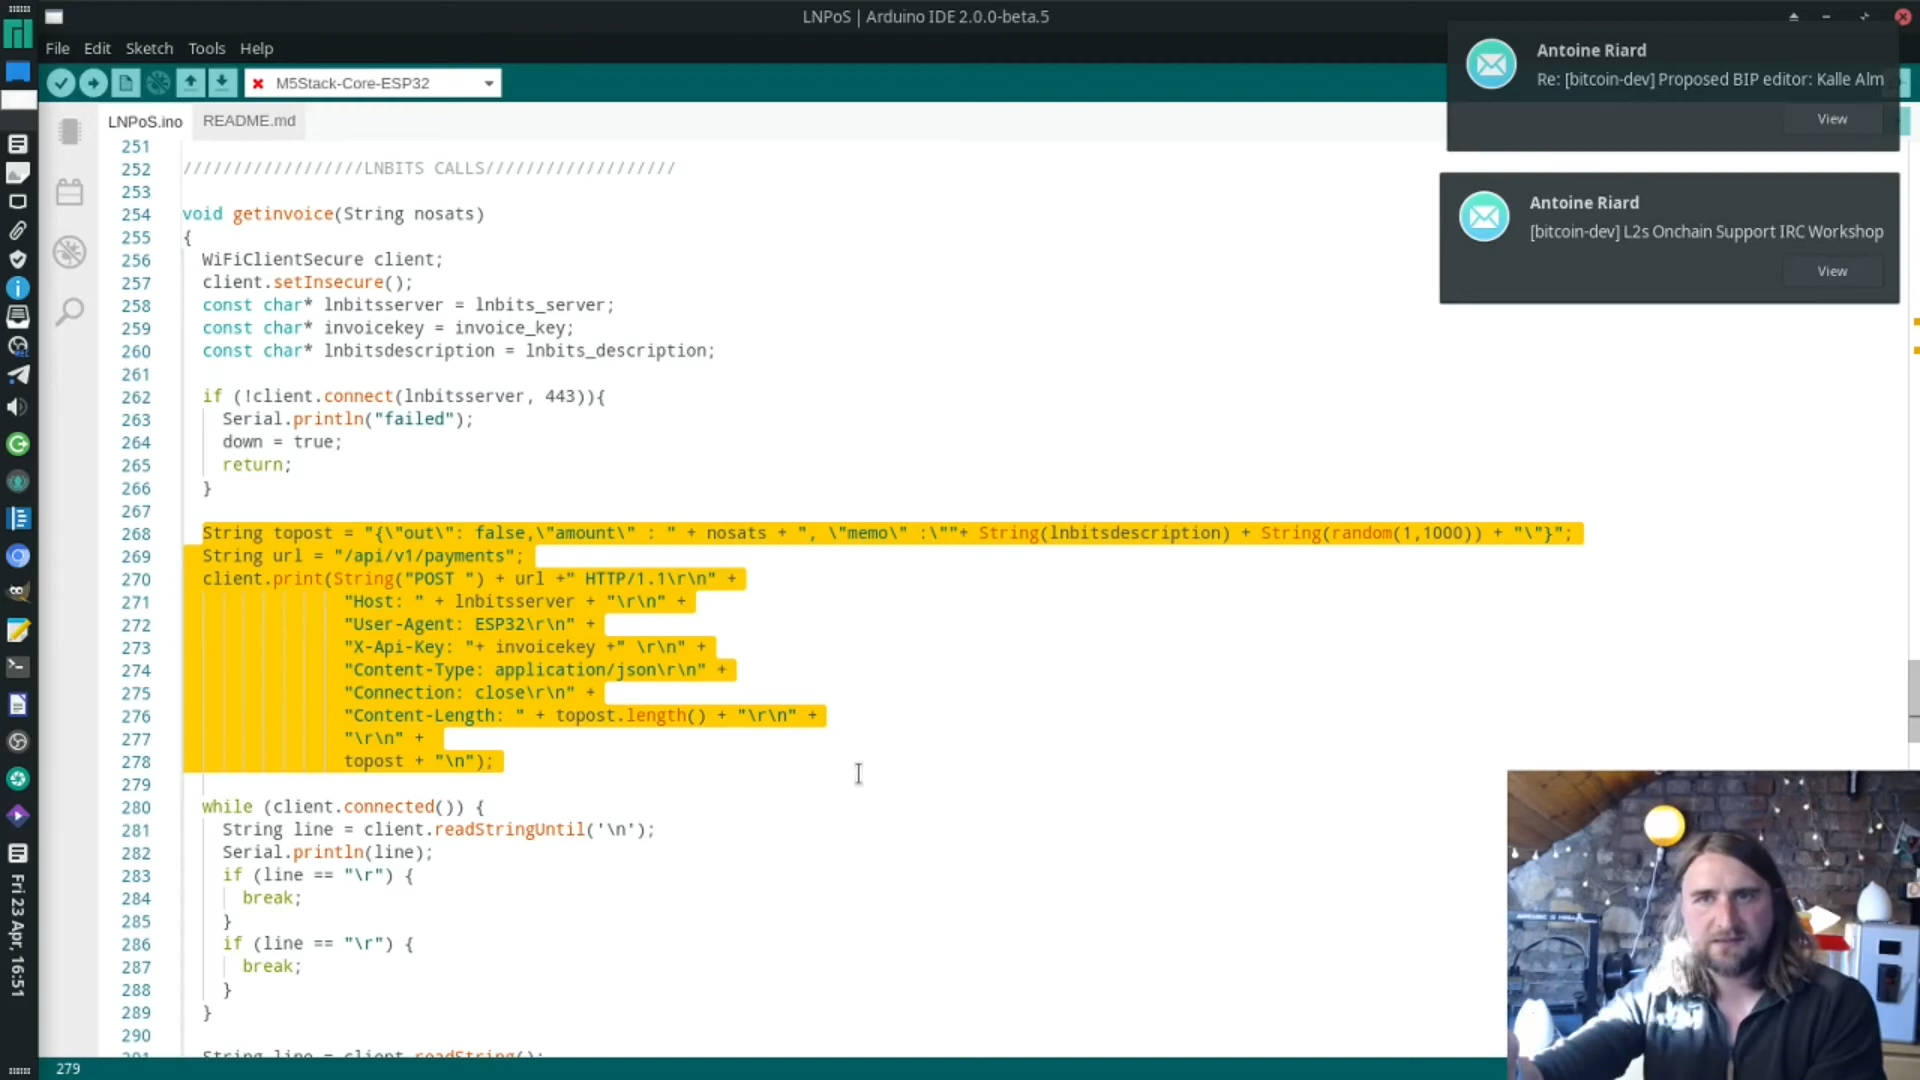 LNPoS | Arduino IDE 2.0.0-beta.5
File Edit Sketch Tools Help
M5Stack-Core-ESP32
LNPoS.ino README.md
Antoine Riard
Re: [bitcoin-dev] Proposed BIP editor: Kalle Alm
View
Antoine Riard
[bitcoin-dev] L2s Onchain Support IRC Workshop
View
251
252 //////////////////LNBITS CALLS///////////////////
253
254 void getinvoice(String nosats)
255 {
256 WiFiClientSecure client;
257 client.setInsecure();
258 const char* lnbitsserver = lnbits_server;
259 const char* invoicekey = invoice_key;
260 const char* lnbitsdescription = lnbits_description;
261
262 if (!client.connect(lnbitsserver, 443)){
263 Serial.println("failed");
264 down = true;
265 return;
266 }
267
268 String topost = "{\"out\": false,\"amount\" : " + nosats + ", \"memo\" :\""+ String(lnbitsdescription) + String(random(1,1000)) + "\"}";
269 String url = "/api/v1/payments";
270 client.print(String("POST ") + url +" HTTP/1.1\r\n" +
271 "Host: " + lnbitsserver + "\r\n" +
272 "User-Agent: ESP32\r\n" +
273 "X-Api-Key: "+ invoicekey +" \r\n" +
274 "Content-Type: application/json\r\n" +
275 "Connection: close\r\n" +
276 "Content-Length: " + topost.length() + "\r\n" +
277 "\r\n" +
278 topost + "\n");
279
280 while (client.connected()) {
281 String line = client.readStringUntil('\n');
282 Serial.println(line);
283 if (line == "\r") {
284 break;
285 }
286 if (line == "\r") {
287 break;
288 }
289 }
290
291 String line = client.readString();
279
Fri 23 Apr, 16:51